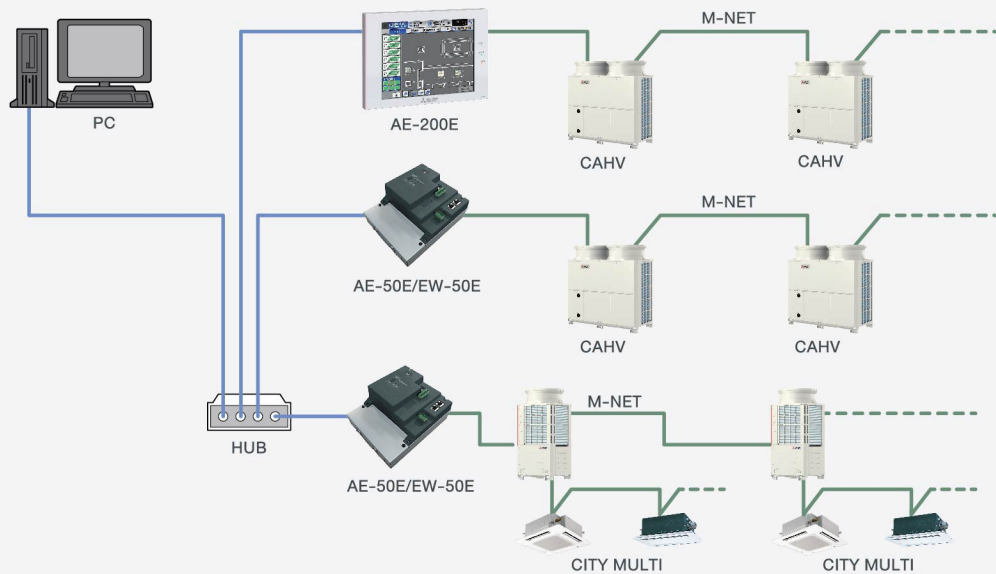 M-NET
PC
AE-200E
CAHV
CAHV
M-NET
AE-50E/EW-50E
CAHV
CAHV
M-NET
HUB
AE-50E/EW-50E
CITY MULTI
CITY MULTI